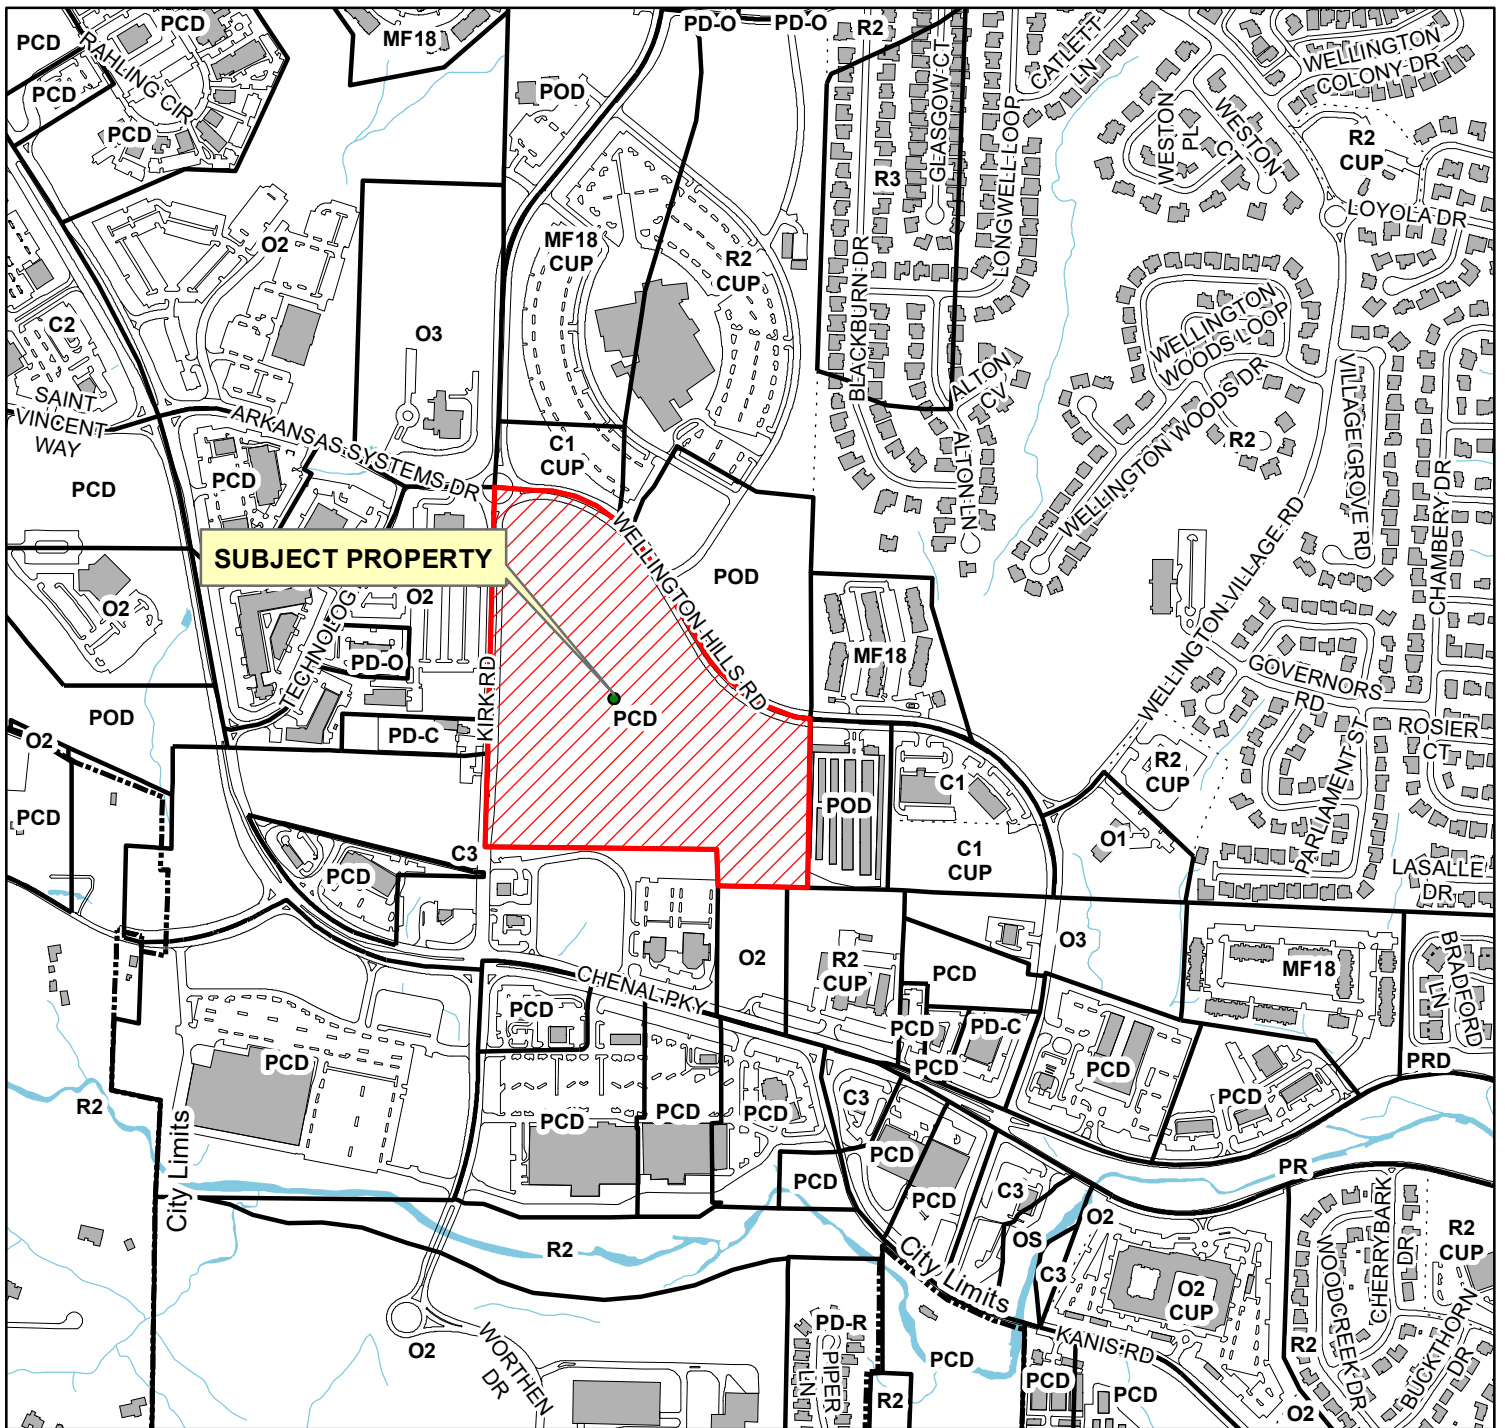 PCD
RAHLING CIR
PCD
PCD
PCD
MF18
PD-O
PD-O
R2
CATLETT
LN
WELLINGTON
COLONY DR
POD
GLASGOW CT
LONGWELL LOOP
WESTON
PL
WESTON
CT
R2
CUP
R3
LOYOLA DR
O2
MF18
CUP
R2
CUP
BLACKBURN DR
C2
O3
WELLINGTON
WOODS LOOP
SAINT
VINCENT
WAY
ARKANSAS SYSTEMS DR
C1
CUP
ALTON
CV
ALTON LN
WELLINGTON WOODS DR
R2
VILLAGE GROVE RD
CHAMBERY DR
PCD
PCD
SUBJECT PROPERTY
WELLINGTON HILLS RD
POD
WELLINGTON VILLAGE RD
O2
O2
TECHNOLOG
PD-O
KIRK RD
MF18
GOVERNORS
RD
POD
PCD
PD-C
ROSIER
CT
O2
R2
CUP
PARLIAMENT ST
C1
POD
PCD
O1
C3
C1
CUP
PCD
LASALLE
DR
O2
R2
CUP
O3
PCD
MF18
BRADFORD
LN
CHENAL PKY
PCD
PCD
PD-C
PCD
PCD
PCD
PRD
R2
PCD
PCD
PCD
C3
PCD
PCD
City Limits
PCD
PCD
PCD
C3
PR
O2
OS
R2
City Limits
C3
O2
CUP
WOODCREEK DR
CHERRYBARK
DR
R2
CUP
O2
WORTHEN
DR
PD-R
PIPER
LN
PCD
KANIS RD
R2
BUCKTHORN
DR
R2
PCD
PCD
O2